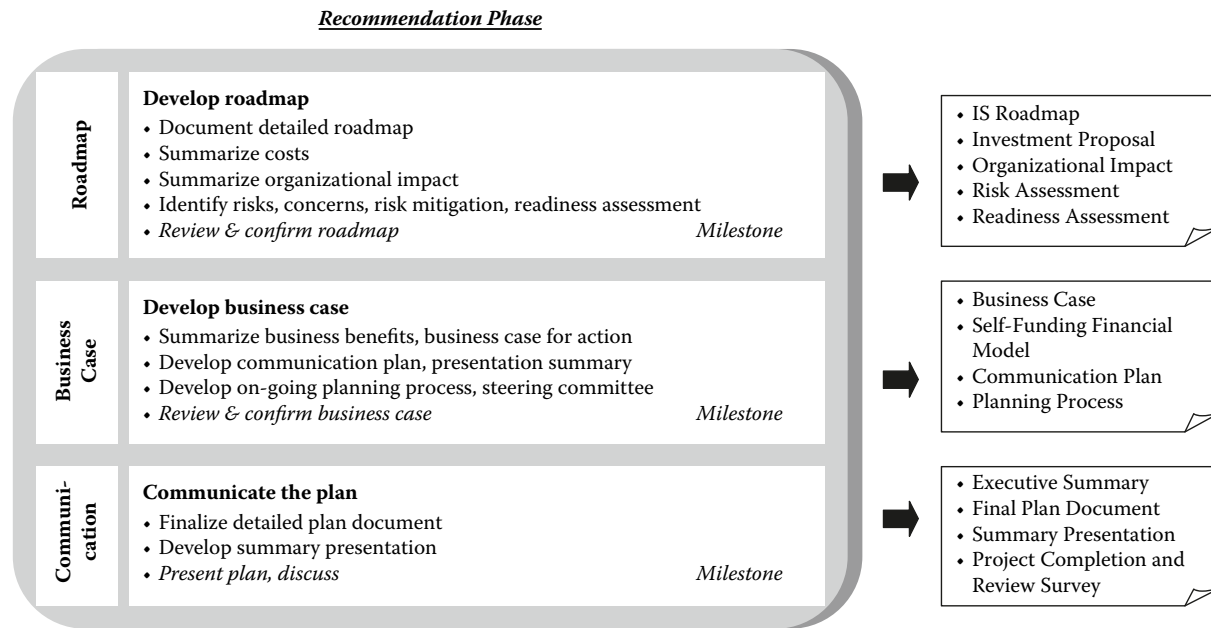 Recommendation Phase
Roadmap
Develop roadmap
• Document detailed roadmap
• Summarize costs
• Summarize organizational impact
• Identify risks, concerns, risk mitigation, readiness assessment
• Review & confirm roadmap Milestone
• IS Roadmap
• Investment Proposal
• Organizational Impact
• Risk Assessment
• Readiness Assessment
Business
Case
Develop business case
• Summarize business benefits, business case for action
• Develop communication plan, presentation summary
• Develop on-going planning process, steering committee
• Review & confirm business case Milestone
• Business Case
• Self-Funding Financial
Model
• Communication Plan
• Planning Process
Communi-
cation
Communicate the plan
• Finalize detailed plan document
• Develop summary presentation
• Present plan, discuss Milestone
• Executive Summary
• Final Plan Document
• Summary Presentation
• Project Completion and
Review Survey